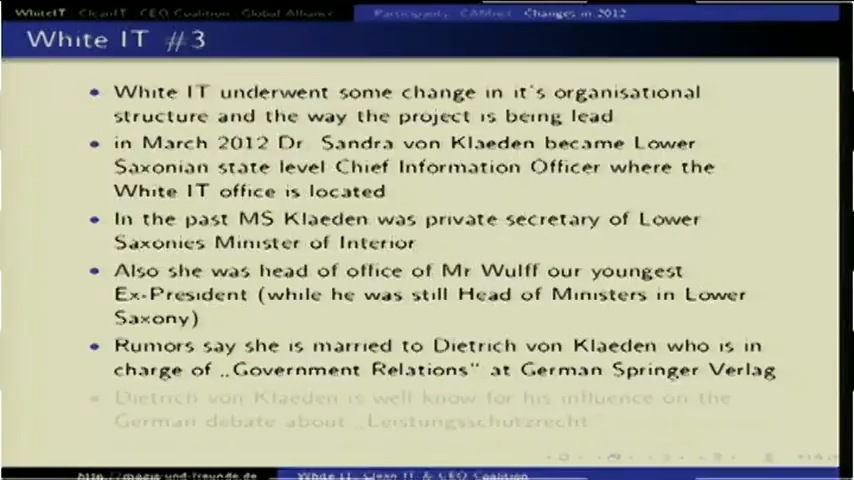 WhiteIT CleanIT CEO Coalition Global Alliance Participants CAMnet Changes in 2012
White IT #3
• White IT underwent some change in it's organisational
structure and the way the project is being lead
• in March 2012 Dr. Sandra von Klaeden became Lower
Saxonian state level Chief Information Officer where the
White IT office is located
• In the past MS Klaeden was private secretary of Lower
Saxonies Minister of Interior
• Also she was head of office of Mr Wulff our youngest
Ex-President (while he was still Head of Ministers in Lower
Saxony)
• Rumors say she is married to Dietrich von Klaeden who is in
charge of „Government Relations" at German Springer Verlag
• Dietrich von Klaeden is well know for his influence on the
German debate about „Leistungsschutzrecht"
White IT, Clean IT & CEO Coalition